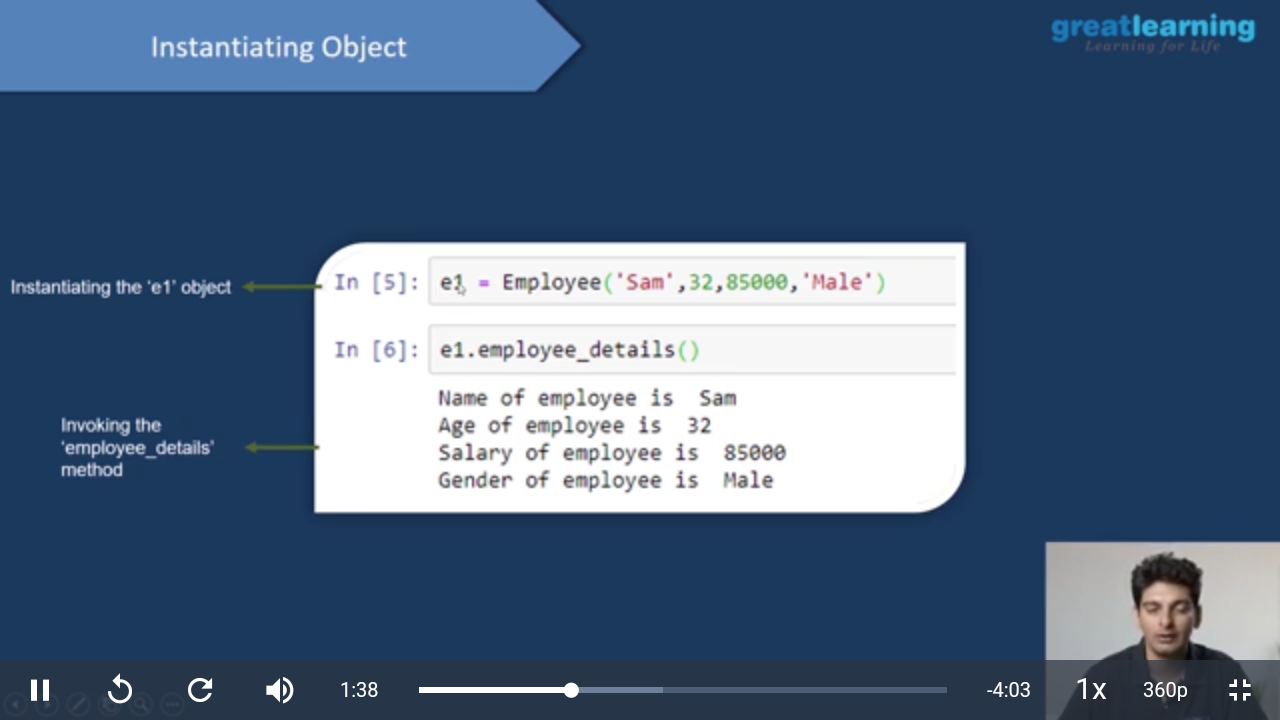 Instantiating Object
greatlearning
Learning for Life
Instantiating the ‘e1’ object
In [5]: e1 = Employee('Sam',32,85000,'Male')
In [6]: e1.employee_details()
Name of employee is  Sam
Age of employee is  32
Salary of employee is  85000
Gender of employee is  Male
Invoking the
‘employee_details’
method
1:38
-4:03
1x
360p